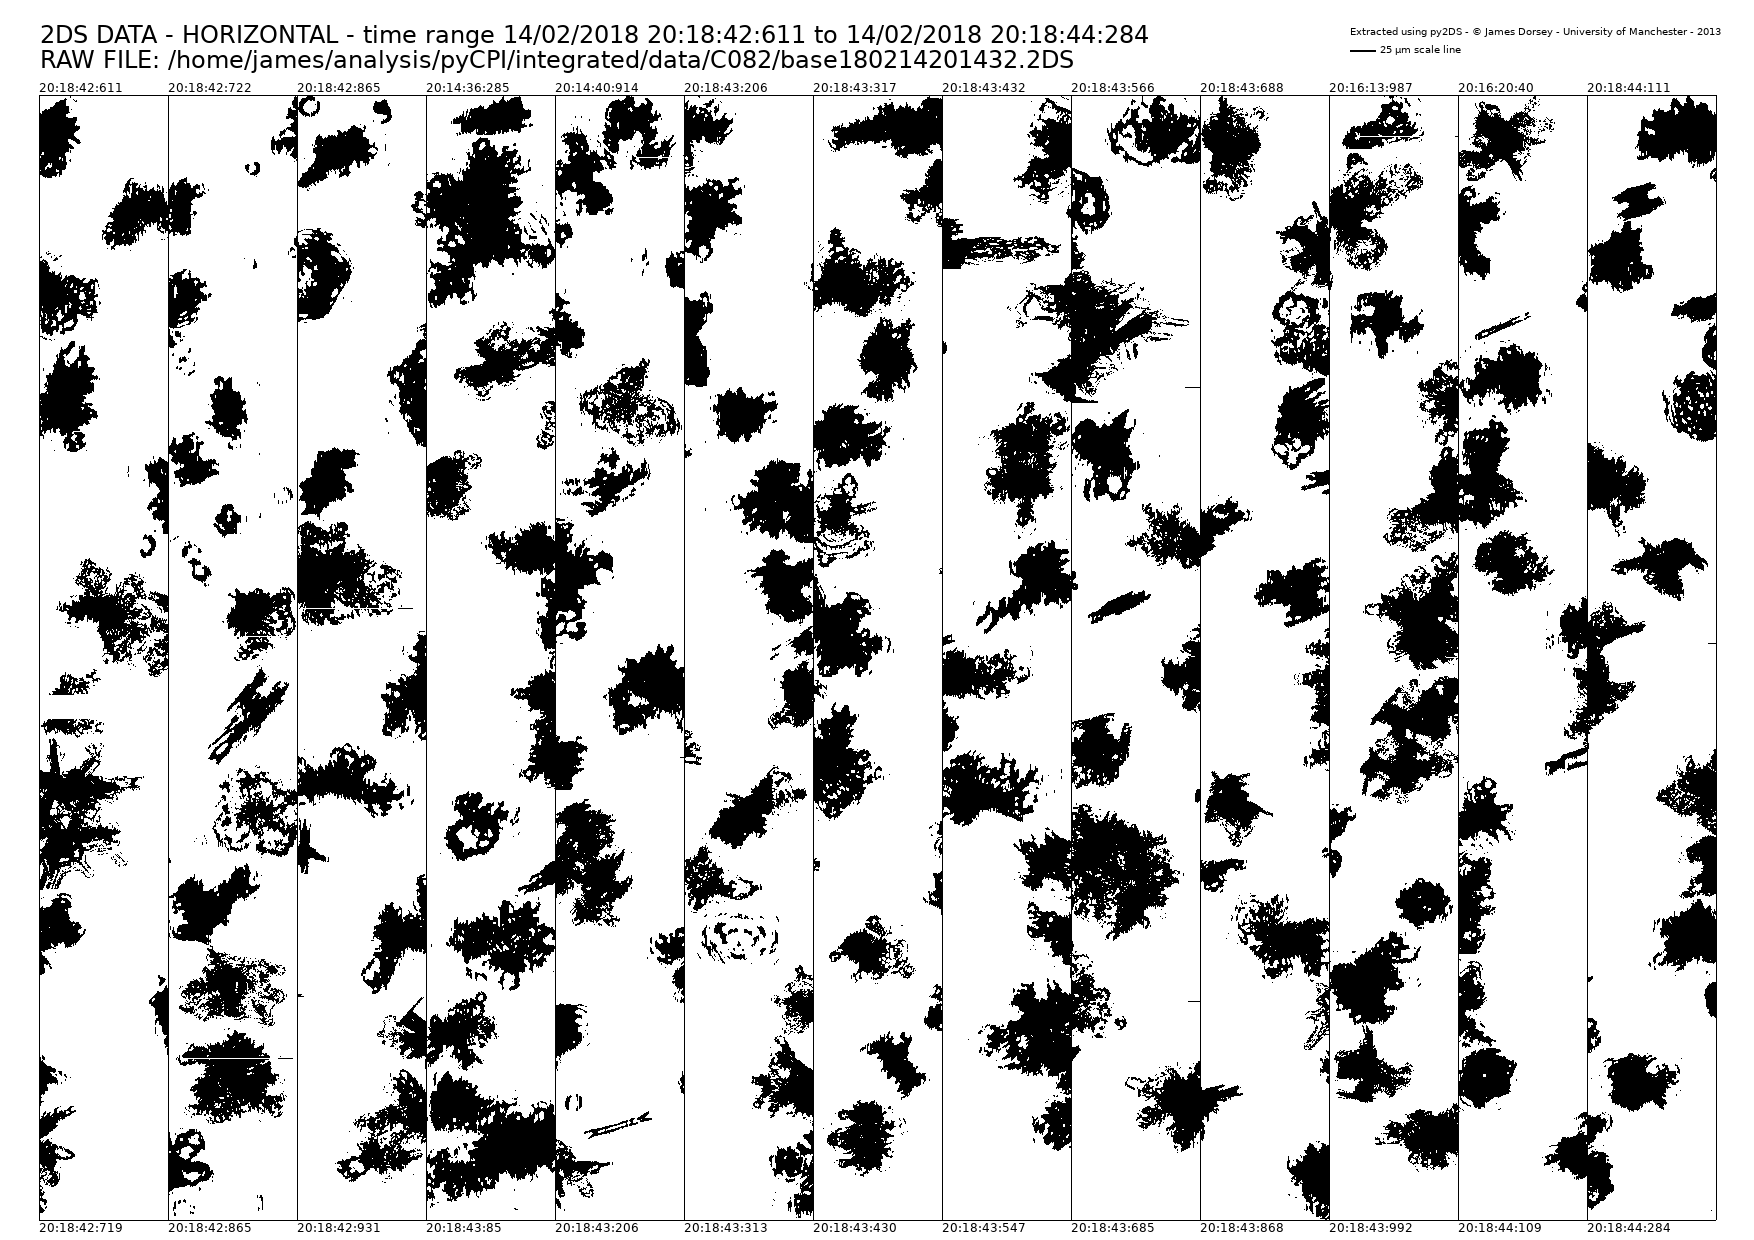 2DS DATA - HORIZONTAL - time range 14/02/2018 20:18:42:611 to 14/02/2018 20:18:44:284
RAW FILE: /home/james/analysis/pyCPI/integrated/data/C082/base180214201432.2DS
Extracted using py2DS - © James Dorsey - University of Manchester - 2013
25 µm scale line
20:18:42:611 20:18:42:722 20:18:42:865 20:14:36:285 20:14:40:914 20:18:43:206 20:18:43:317 20:18:43:432 20:18:43:566 20:18:43:688 20:16:13:987 20:16:20:40 20:18:44:111
20:18:42:719 20:18:42:865 20:18:42:931 20:18:43:85 20:18:43:206 20:18:43:313 20:18:43:430 20:18:43:547 20:18:43:685 20:18:43:868 20:18:43:992 20:18:44:109 20:18:44:284